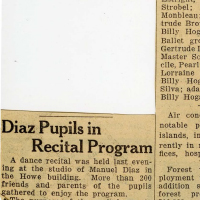 Strobel;
Monbleau
trude Bro
Billy Hog
Ballet gr
Gertrude D
Master Sc
cile, Pearl
Lorraine
Billy Hog
Silva; ada
Billy Hog
Air con
notable p
islands, in
rently in r
fices, hosp
Forest
ployment
addition s
forest p
Diaz Pupils in
Recital Program
A dance recital was held last even-
ing at the studio of Manuel Diaz in
the Howe building. More than 200
friends and parents of the pupils
gathered to enjoy the program.